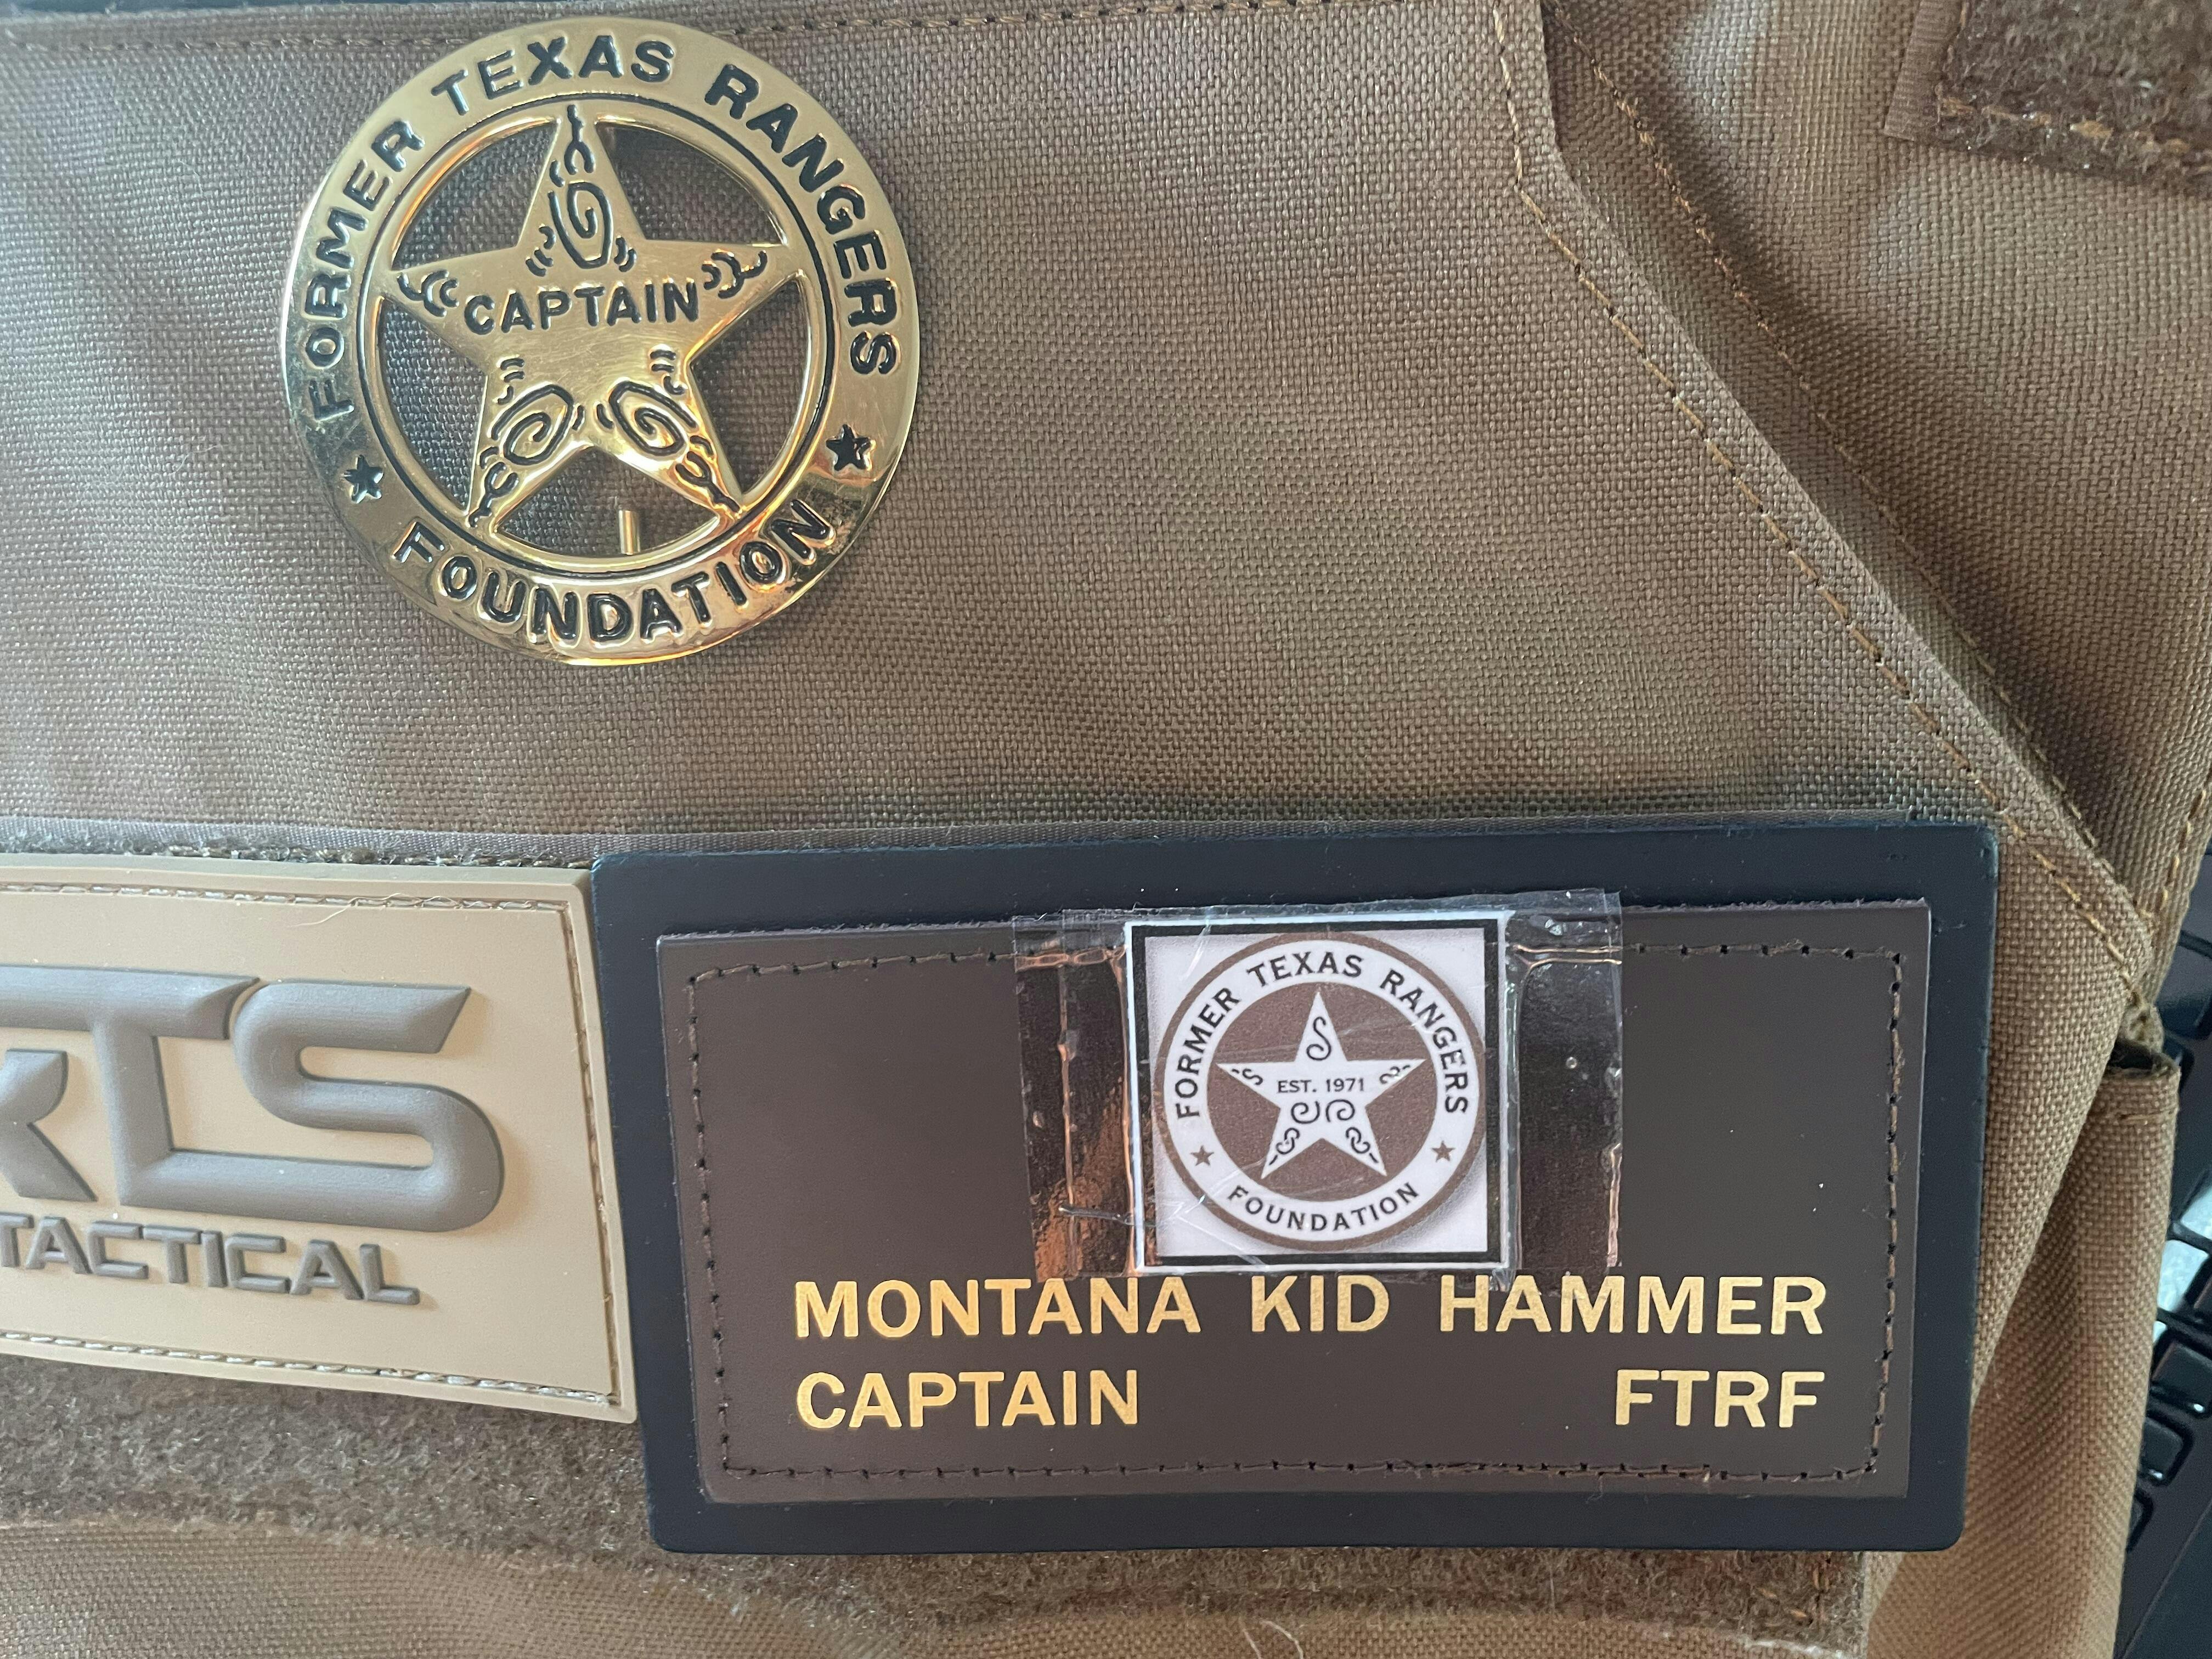 FORMER TEXAS RANGERS
CAPTAIN
FOUNDATION
TACTICAL
FORMER TEXAS RANGERS
EST. 1971
FOUNDATION
MONTANA KID HAMMER
CAPTAIN FTRF